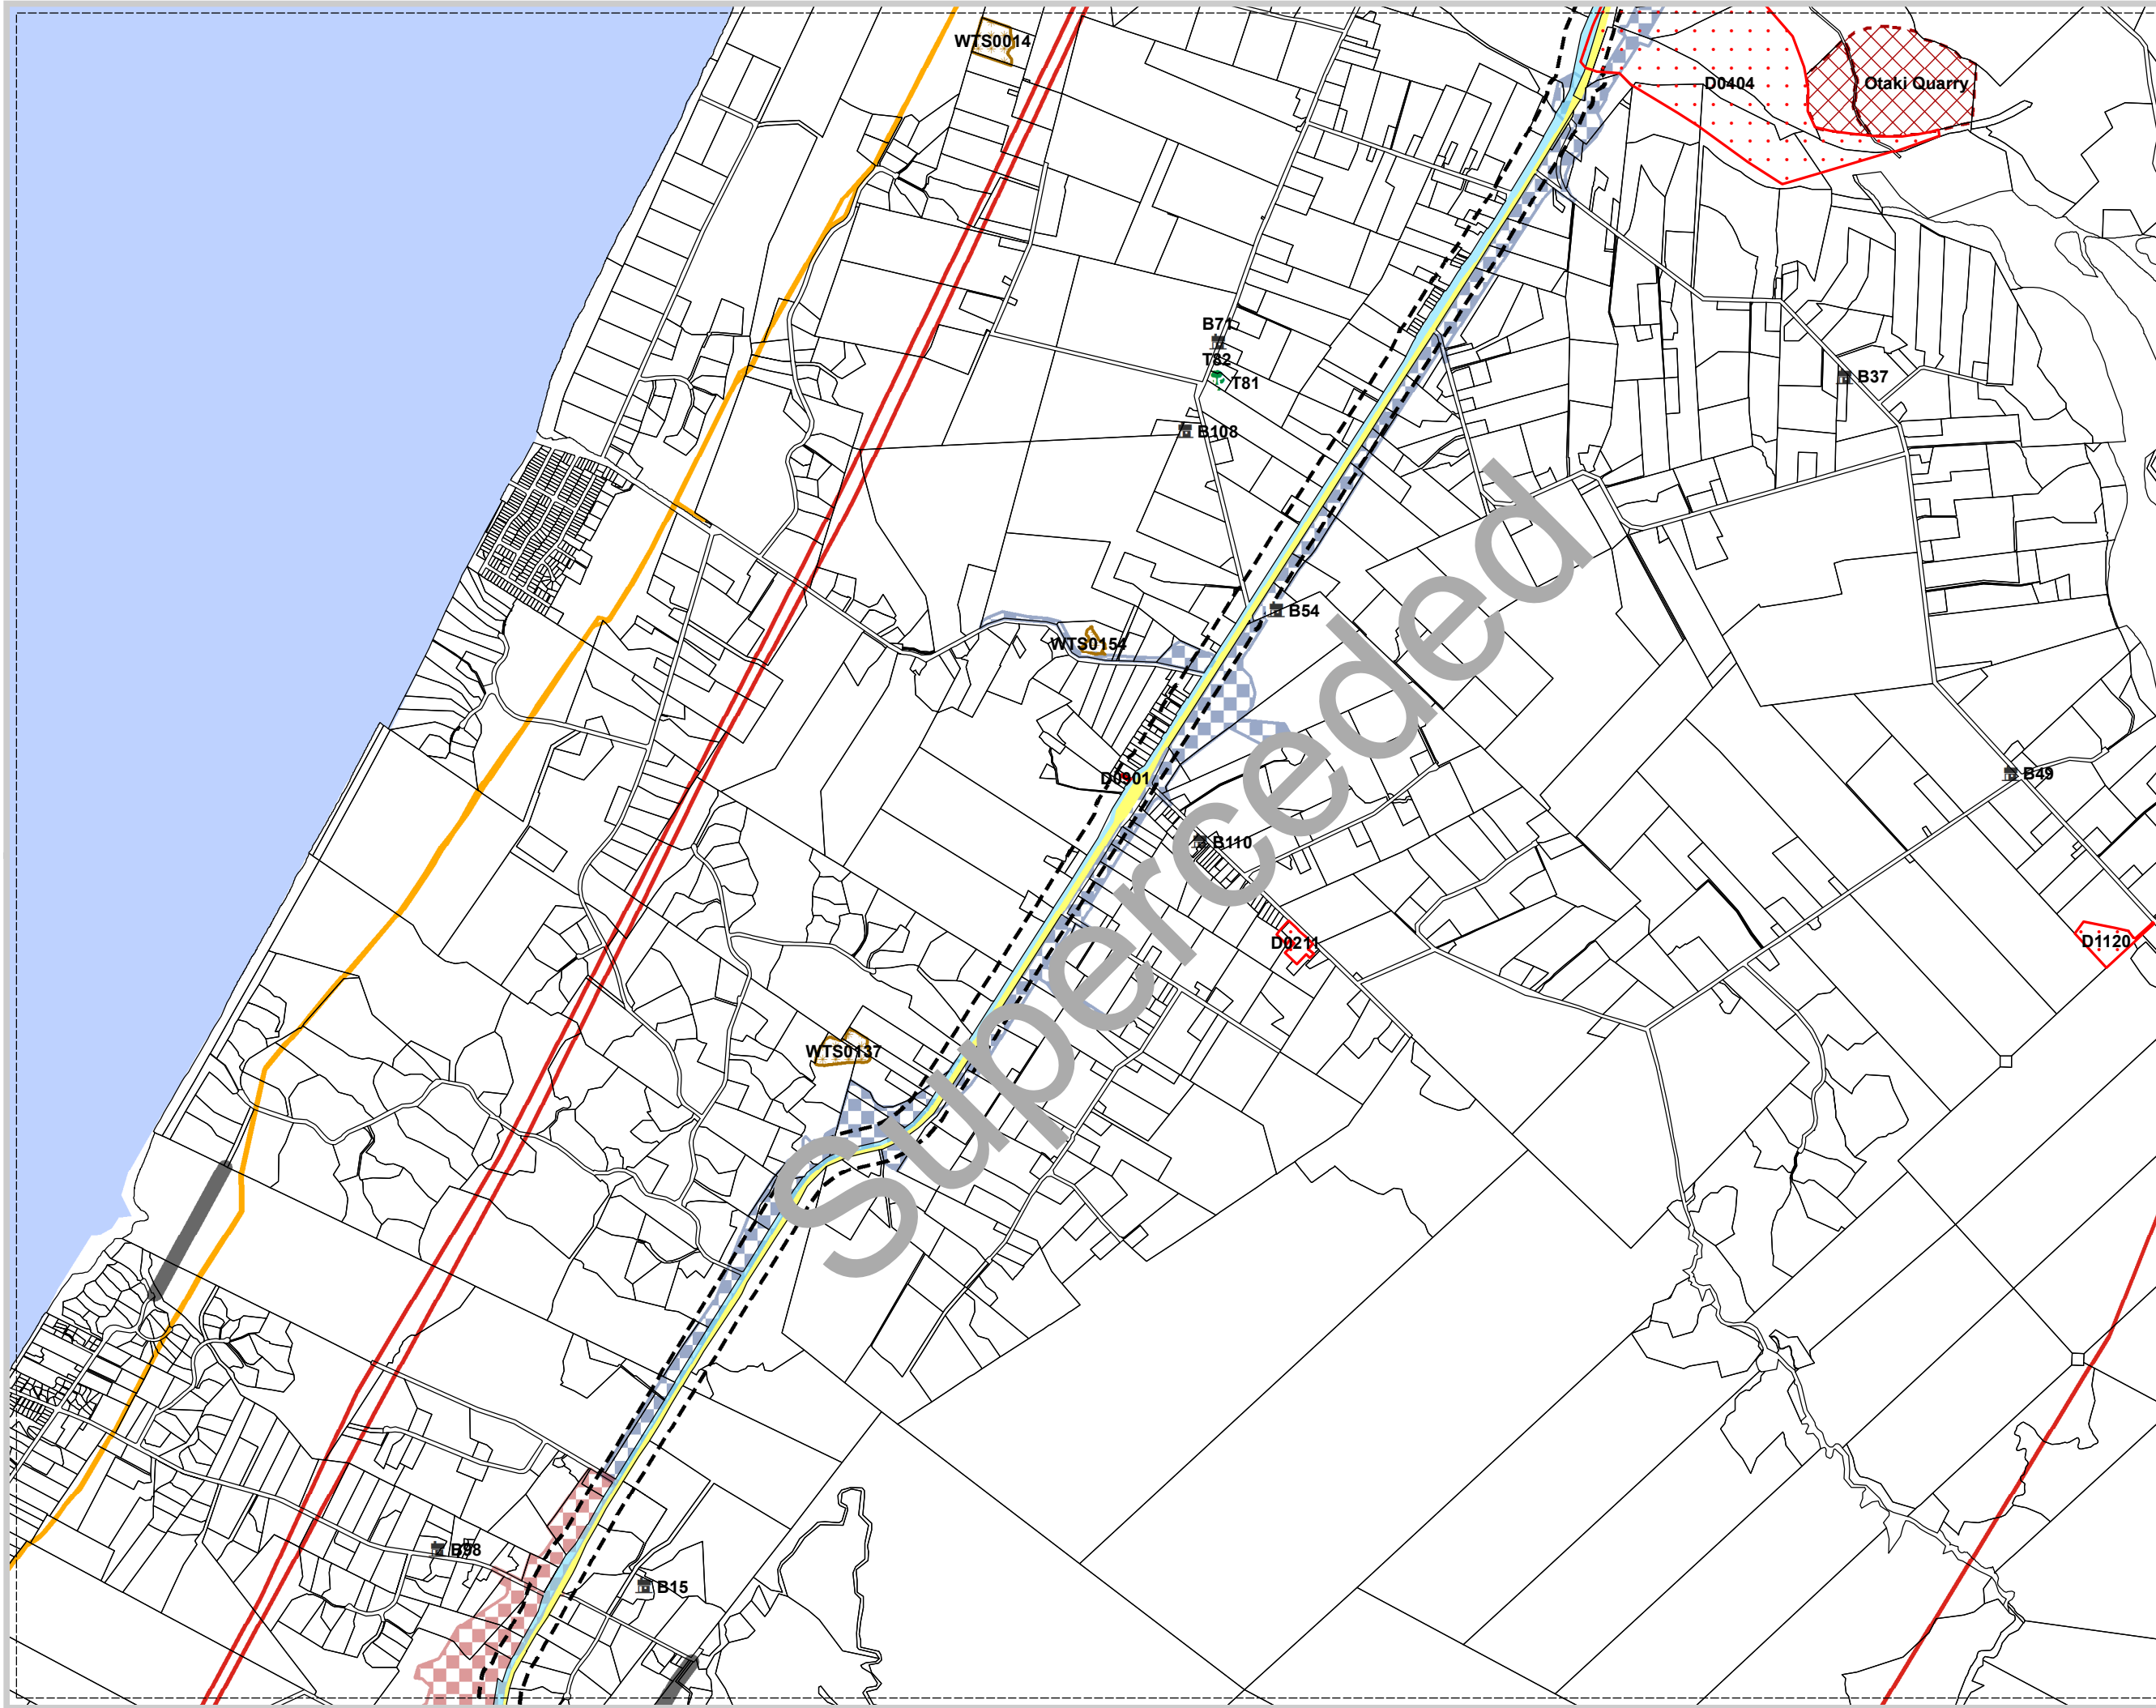 WTS0014
D0404
Otaki Quarry
B71
T82
T81
B37
B108
B54
WTS0154
D0901
B49
B110
D0211
D1120
WTS0137
Superceded
B98
B15